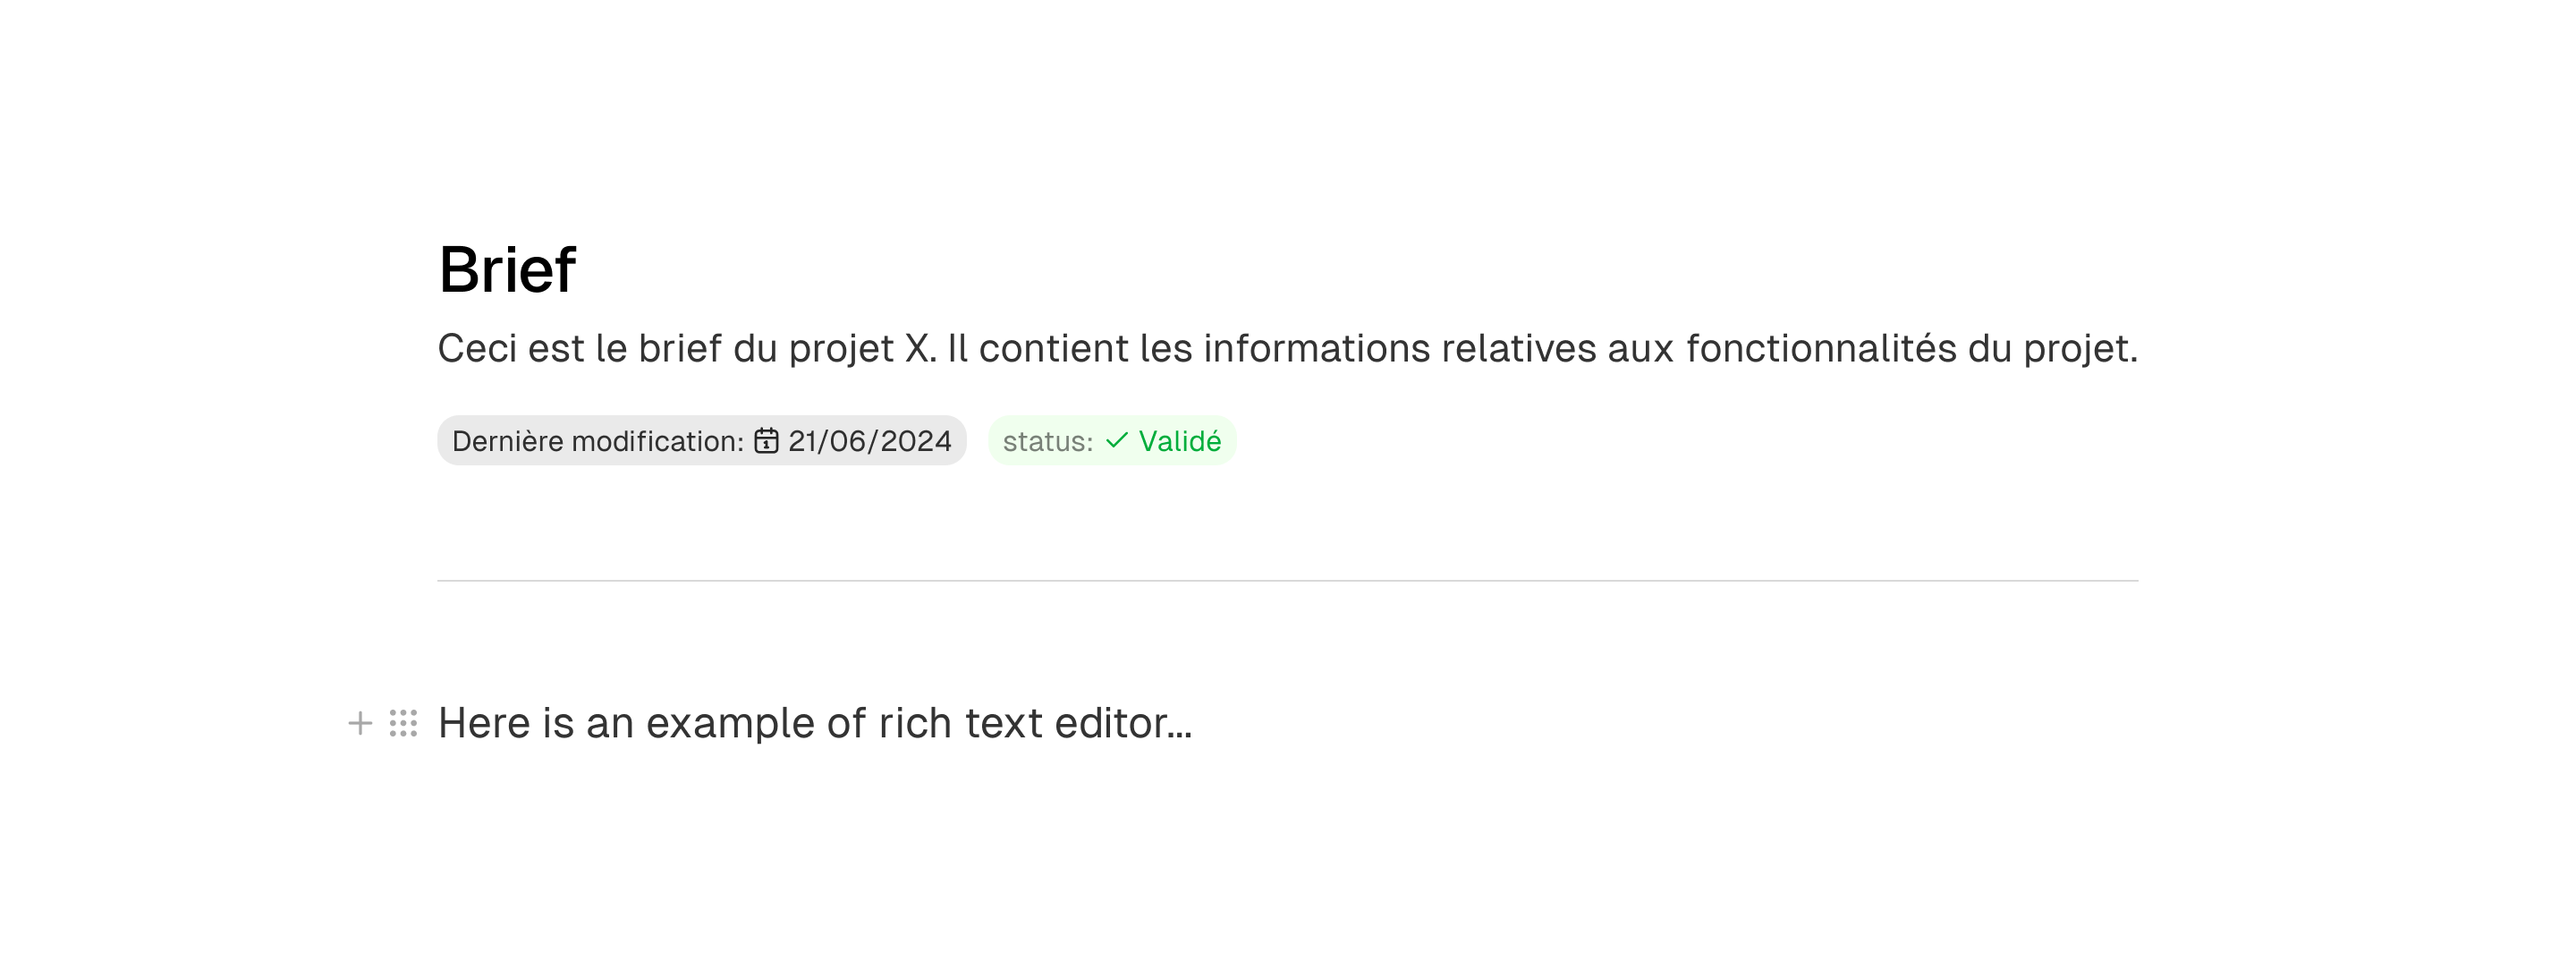 Brief
Ceci est le brief du projet X. Il contient les informations relatives aux fonctionnalités du projet.
Dernière modification: 21/06/2024 status: Validé
Here is an example of rich text editor...